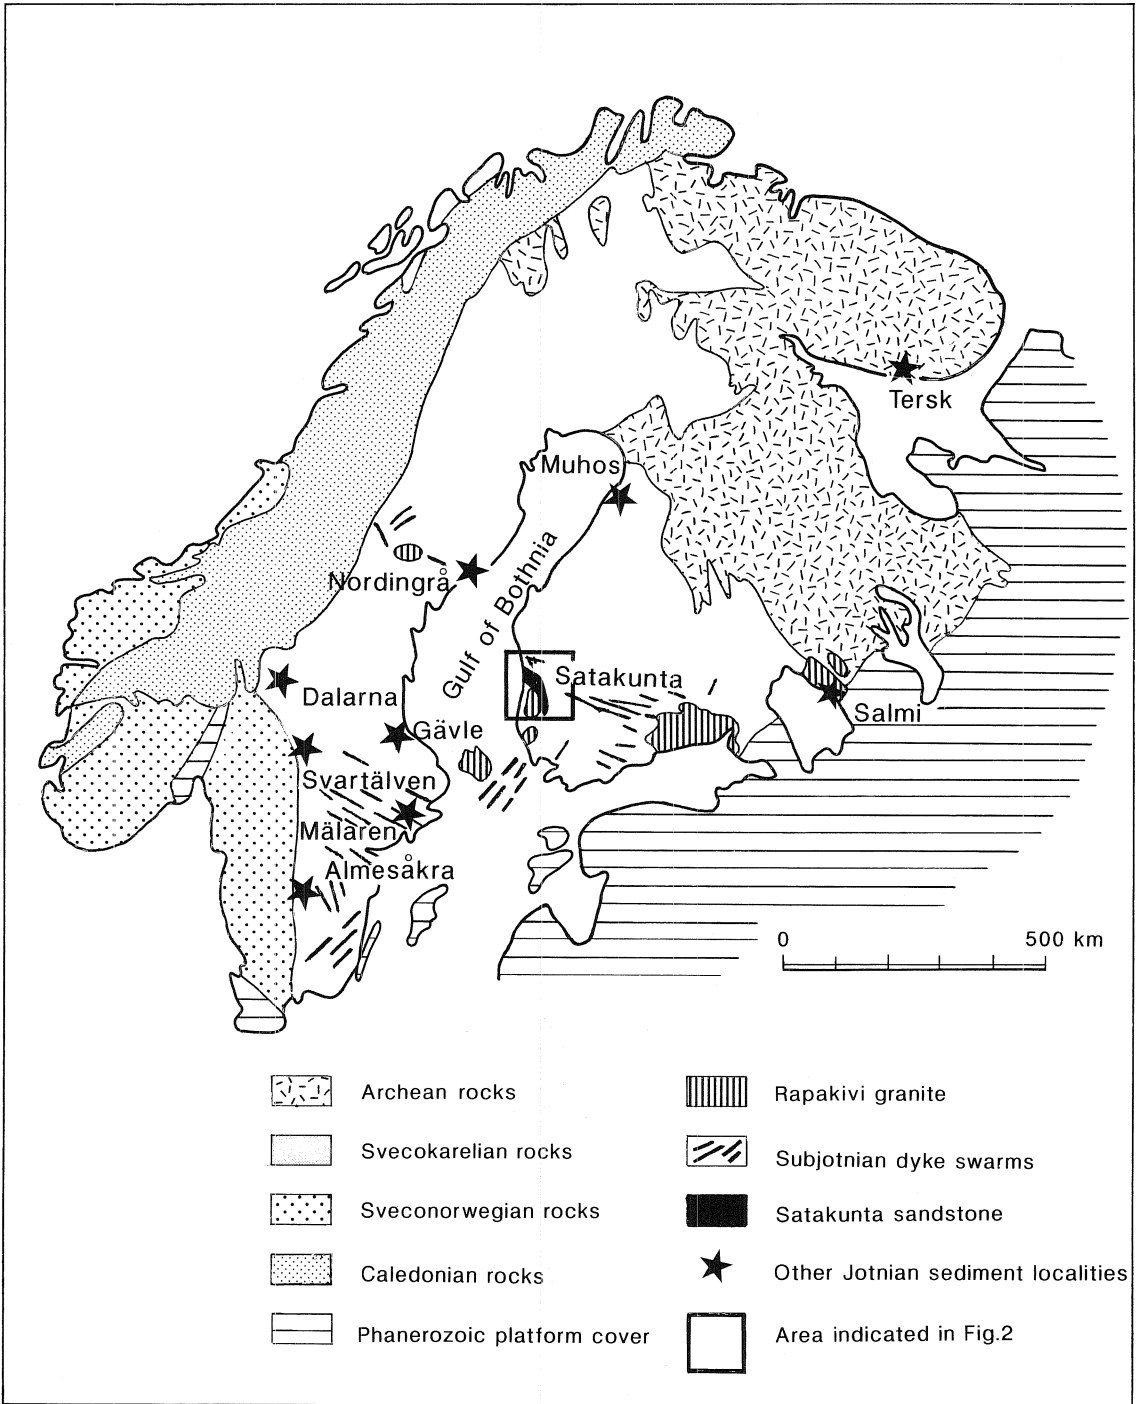 Tersk
Muhos
Nordingrå
Gulf of Bothnia
Satakunta
Dalarna
Salmi
Gävle
Svartälven
Mälaren
Almesåkra
0 500 km
Archean rocks
Svecokarelian rocks
Sveconorwegian rocks
Caledonian rocks
Phanerozoic platform cover
Rapakivi granite
Subjotnian dyke swarms
Satakunta sandstone
Other Jotnian sediment localities
Area indicated in Fig.2